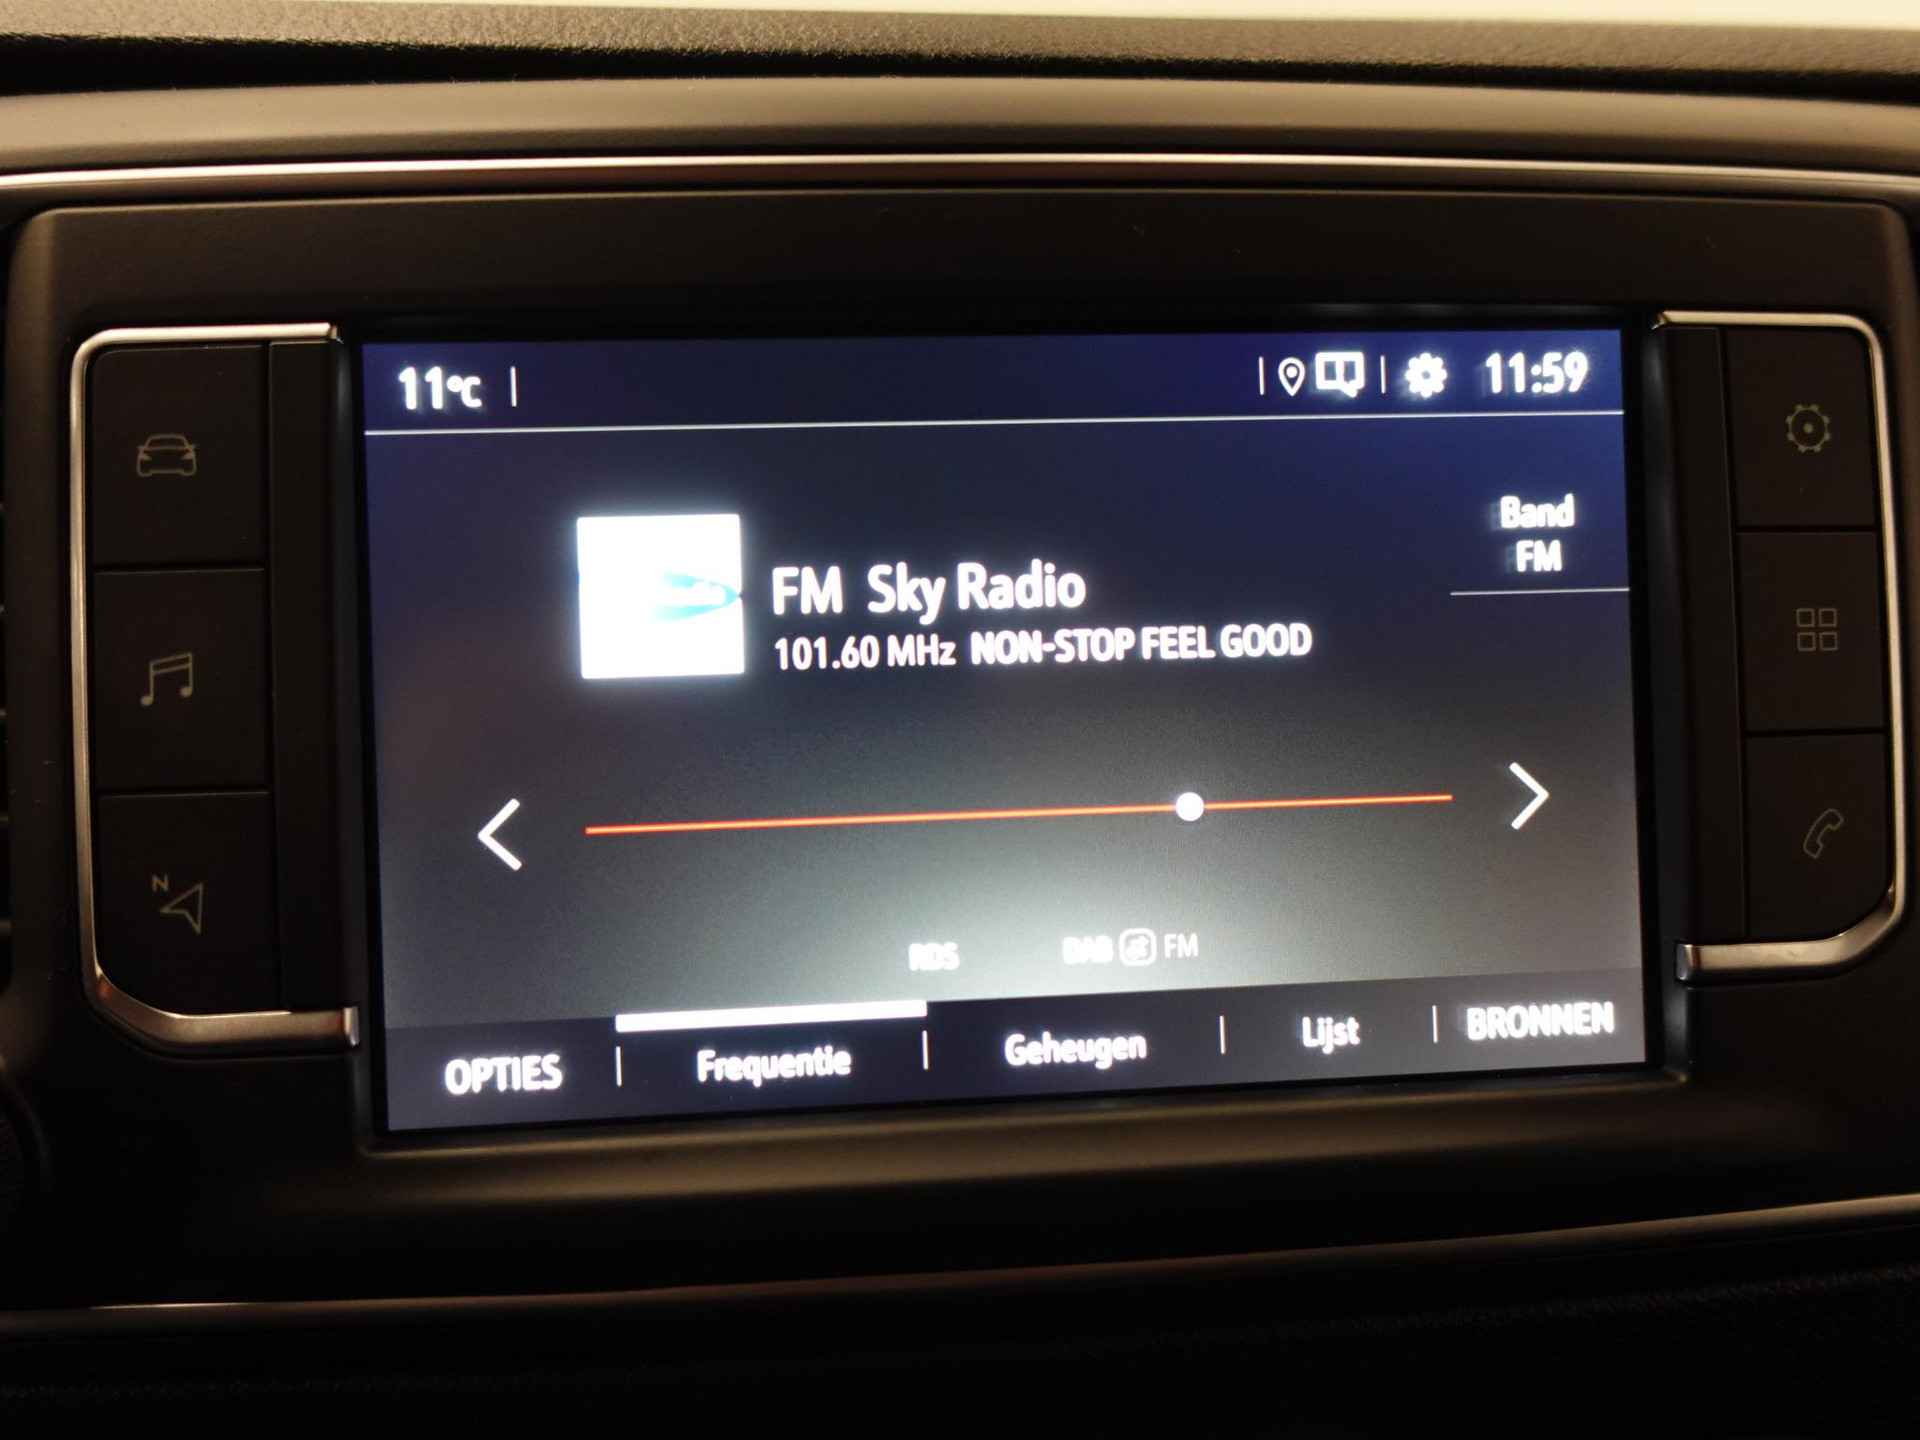 11°C
11:59
Band
FM
FM Sky Radio
101.60 MHz NON-STOP FEEL GOOD
N
RDS DAB FM
OPTIES Frequentie Geheugen Lijst BRONNEN